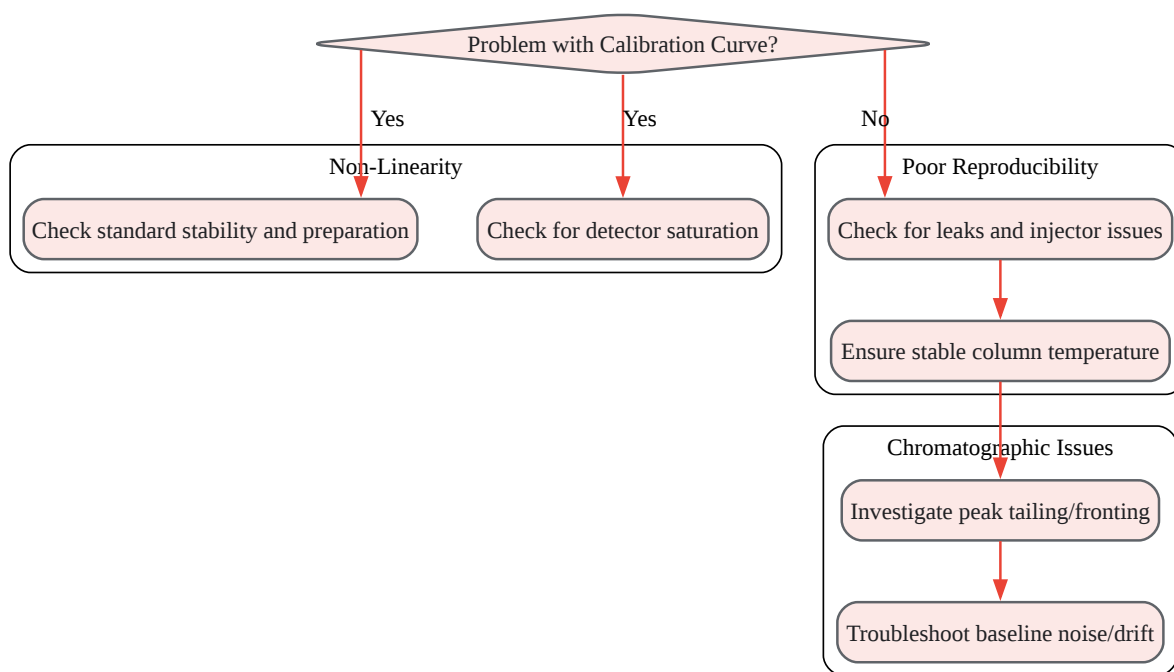 Problem with Calibration Curve?
Yes
Yes
No
Non-Linearity
Poor Reproducibility
Check standard stability and preparation
Check for detector saturation
Check for leaks and injector issues
Ensure stable column temperature
Chromatographic Issues
Investigate peak tailing/fronting
Troubleshoot baseline noise/drift